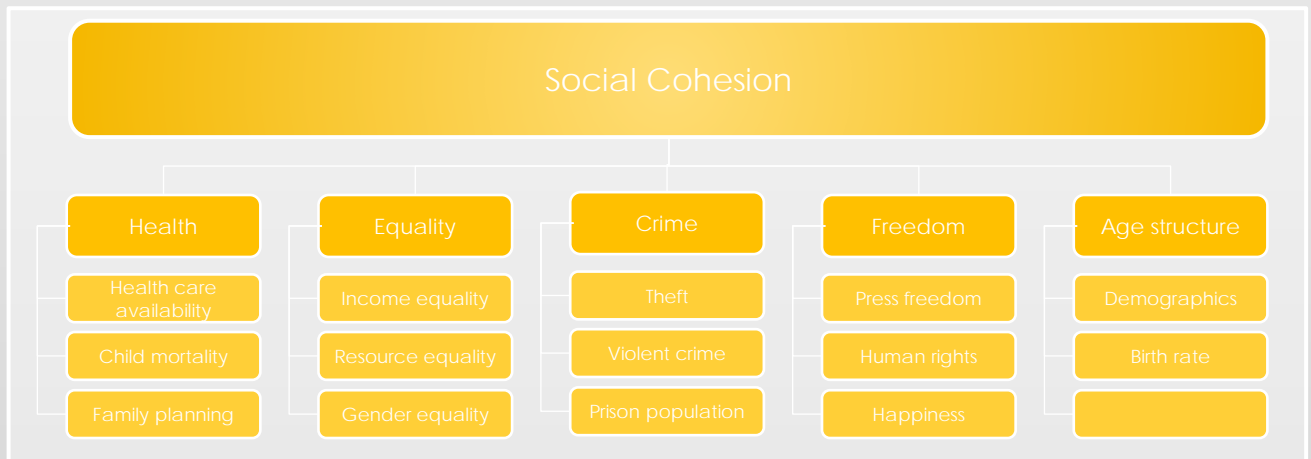 Social Cohesion
Health
Health care
availability
Child mortality
Family planning
Equality
Income equality
Resource equality
Gender equality
Crime
Theft
Violent crime
Prison population
Freedom
Press freedom
Human rights
Happiness
Age structure
Demographics
Birth rate